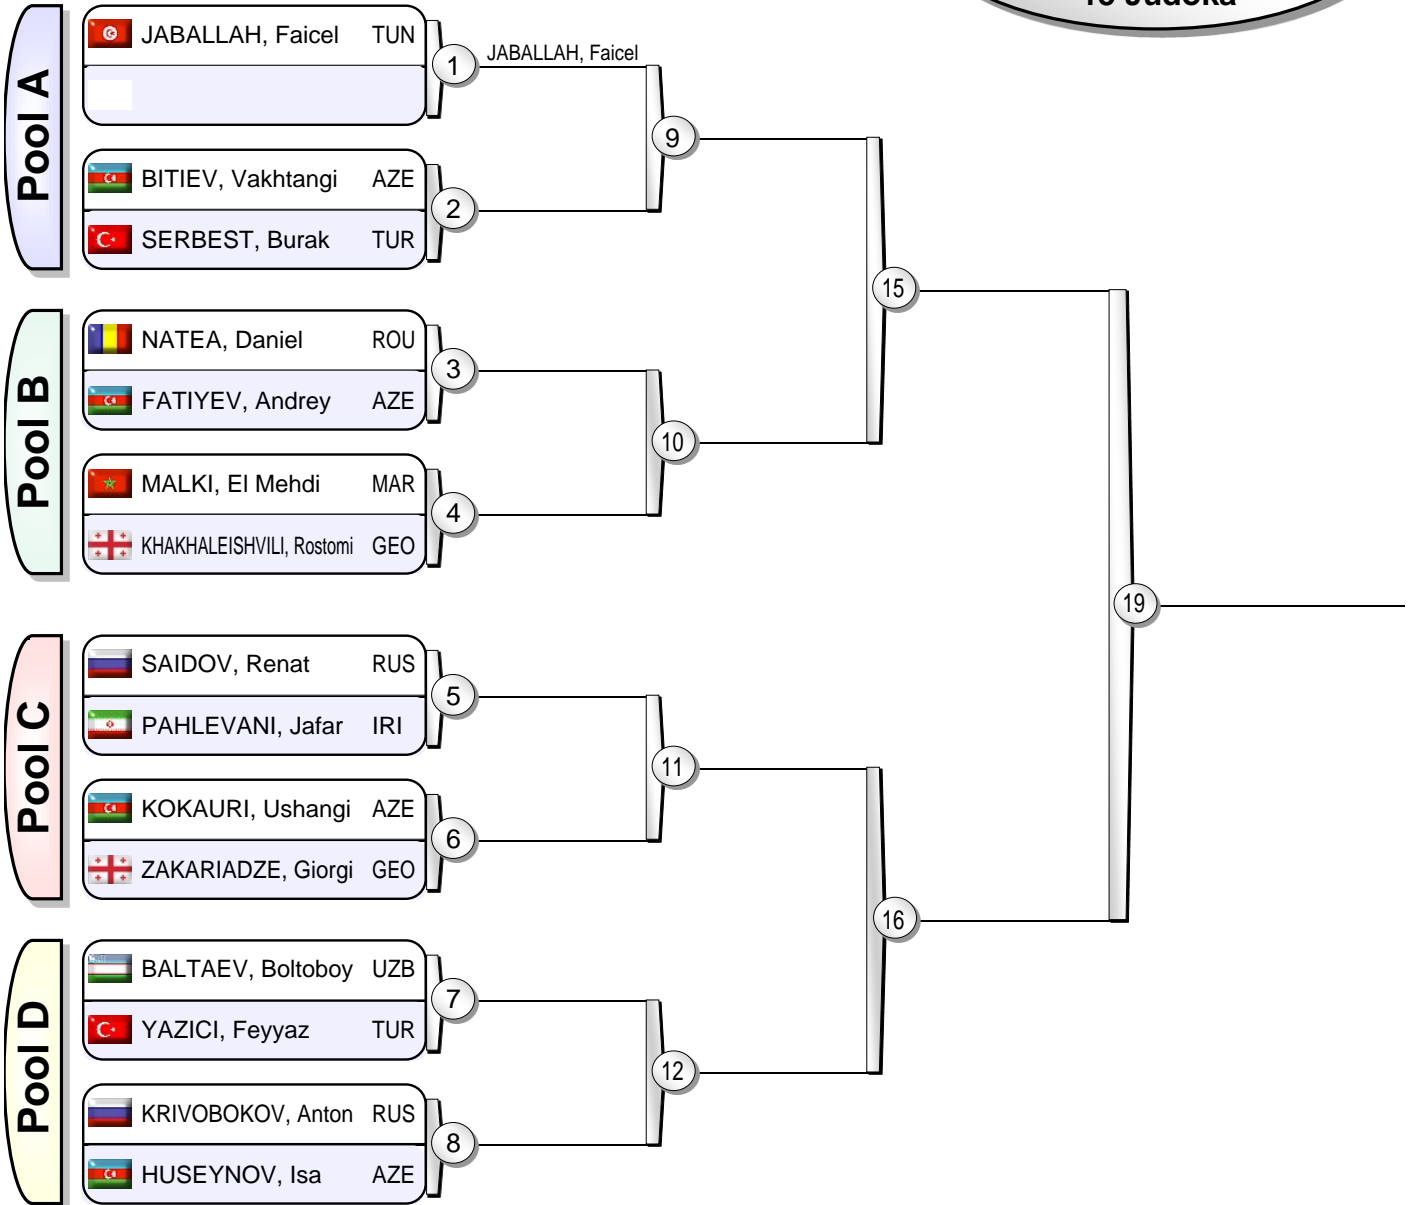 15 Judoka
Pool A
JABALLAH, Faicel TUN
1
JABALLAH, Faicel
BITIEV, Vakhtangi AZE
SERBEST, Burak TUR
2
9
Pool B
NATEA, Daniel ROU
FATIYEV, Andrey AZE
3
MALKI, El Mehdi MAR
KHAKHALEISHVILI, Rostomi GEO
4
10
15
Pool C
SAIDOV, Renat RUS
PAHLEVANI, Jafar IRI
5
KOKAURI, Ushangi AZE
ZAKARIADZE, Giorgi GEO
6
11
Pool D
BALTAEV, Boltoboy UZB
YAZICI, Feyyaz TUR
7
KRIVOBOKOV, Anton RUS
HUSEYNOV, Isa AZE
8
12
16
19